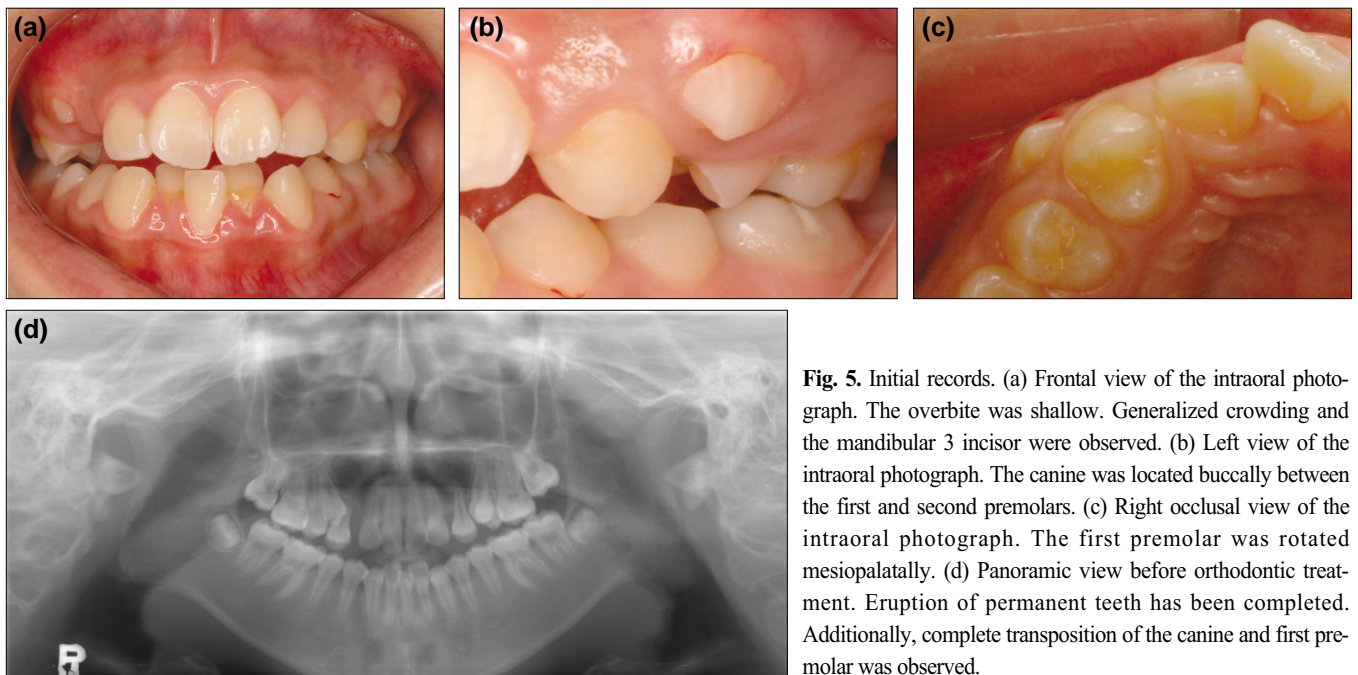 (a)
(b)
(c)
(d)
R
Fig. 5. Initial records. (a) Frontal view of the intraoral photo-
graph. The overbite was shallow. Generalized crowding and
the mandibular 3 incisor were observed. (b) Left view of the
intraoral photograph. The canine was located buccally between
the first and second premolars. (c) Right occlusal view of the
intraoral photograph. The first premolar was rotated
mesiopalatally. (d) Panoramic view before orthodontic treat-
ment. Eruption of permanent teeth has been completed.
Additionally, complete transposition of the canine and first pre-
molar was observed.